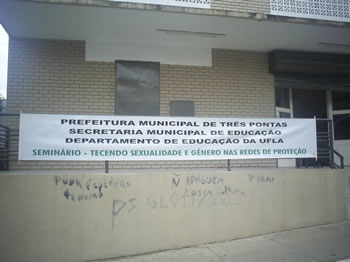 PREFEITURA MUNICIPAL DE TRÊS PONTAS
SECRETARIA MUNICIPAL DE EDUCAÇÃO
DEPARTAMENTO DE EDUCAÇÃO DA UFLA
SEMINÁRIO - TECENDO SEXUALIDADE E GÊNERO NAS REDES DE PROTEÇÃO
Ñ